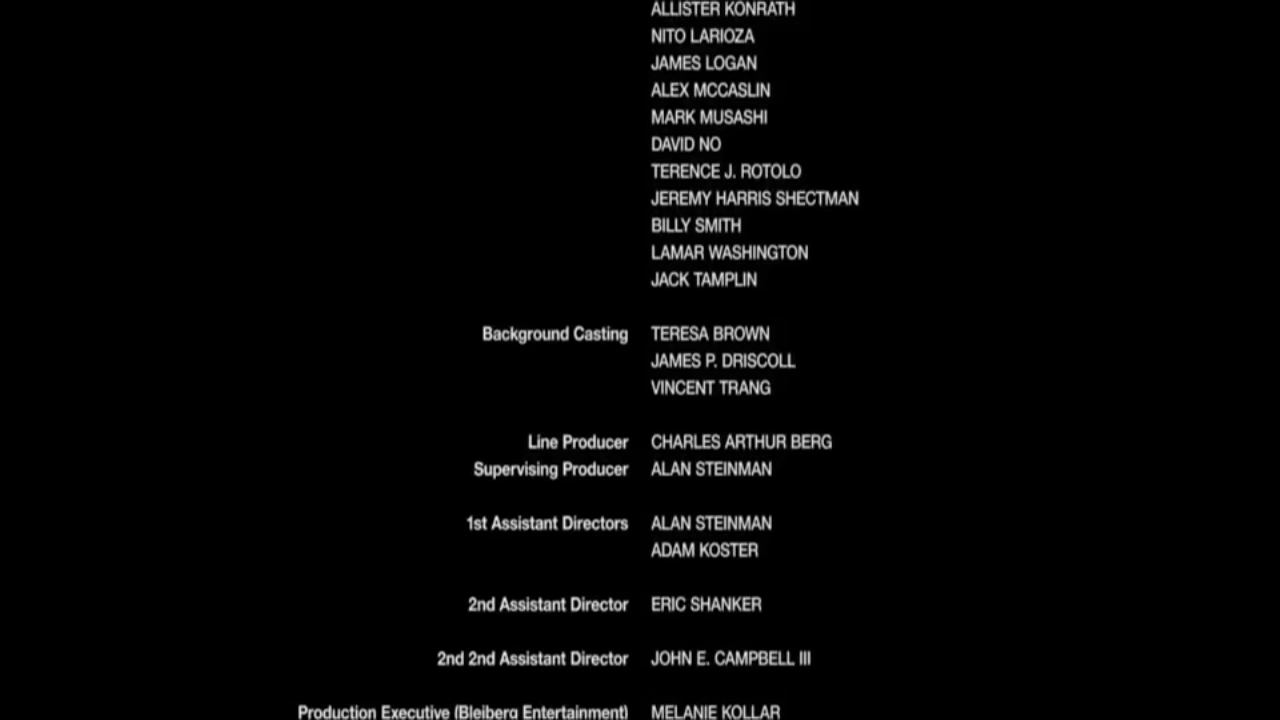 ALLISTER KONRATH
NITO LARIOZA
JAMES LOGAN
ALEX MCCASLIN
MARK MUSASHI
DAVID NO
TERENCE J. ROTOLO
JEREMY HARRIS SHECTMAN
BILLY SMITH
LAMAR WASHINGTON
JACK TAMPLIN
Background Casting TERESA BROWN
JAMES P. DRISCOLL
VINCENT TRANG
Line Producer CHARLES ARTHUR BERG
Supervising Producer ALAN STEINMAN
1st Assistant Directors ALAN STEINMAN
ADAM KOSTER
2nd Assistant Director ERIC SHANKER
2nd 2nd Assistant Director JOHN E. CAMPBELL III
Production Executive (Bleiberg Entertainment) MELANIE KOLLAR